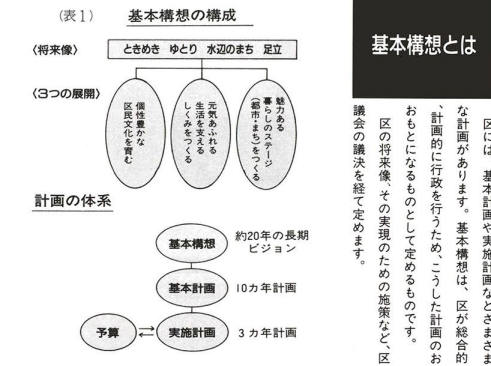 (表1) 基本構想の構成
〈将来像〉
ときめき ゆとり 水辺のまち 足立
〈3つの展開〉
個性豊かな
区民文化を育む
元気あふれる
生活を支える
しくみをつくる
魅力ある
暮らしのステージ
(都市・まち)をつくる
計画の体系
基本構想
約20年の長期
ビジョン
基本計画
10カ年計画
予算
実施計画
3カ年計画
基本構想とは
区には、基本計画や実施計画などさまざま
な計画があります。基本構想は、区が総合的
、計画的に行政を行うため、こうした計画のお
おもとになるものとして定めるものです。
区の将来像、その実現のための施策など、区
議会の議決を経て定めます。